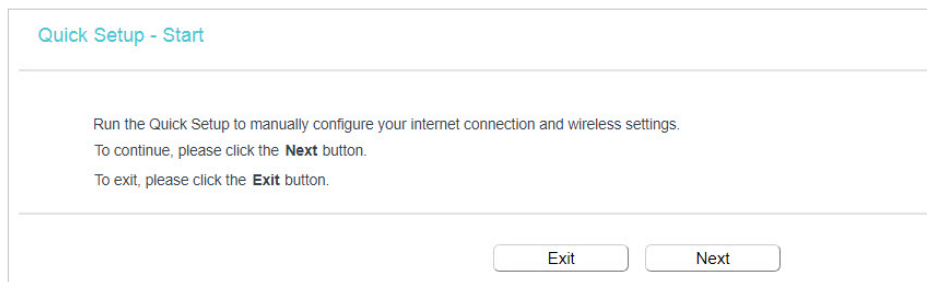 Quick Setup - Start
Run the Quick Setup to manually configure your internet connection and wireless settings.
To continue, please click the Next button.
To exit, please click the Exit button.
Exit Next